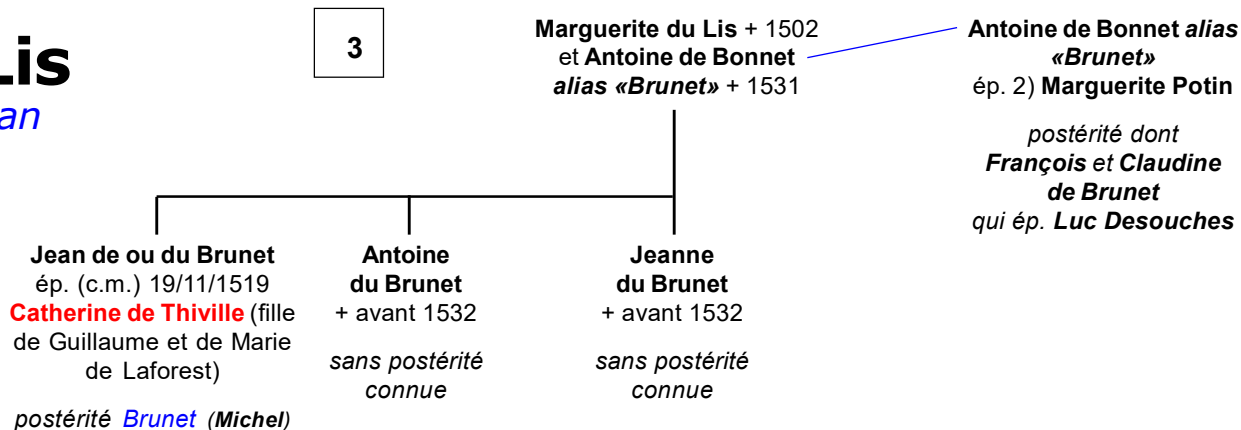 Lis
an
3
Marguerite du Lis + 1502
et Antoine de Bonnet
alias «Brunet» + 1531
Antoine de Bonnet alias
«Brunet»
ép. 2) Marguerite Potin
postérité dont
François et Claudine
de Brunet
qui ép. Luc Desouches
Jean de ou du Brunet
ép. (c.m.) 19/11/1519
Catherine de Thiville (fille
de Guillaume et de Marie
de Laforest)
postérité Brunet (Michel)
Antoine
du Brunet
+ avant 1532
sans postérité
connue
Jeanne
du Brunet
+ avant 1532
sans postérité
connue